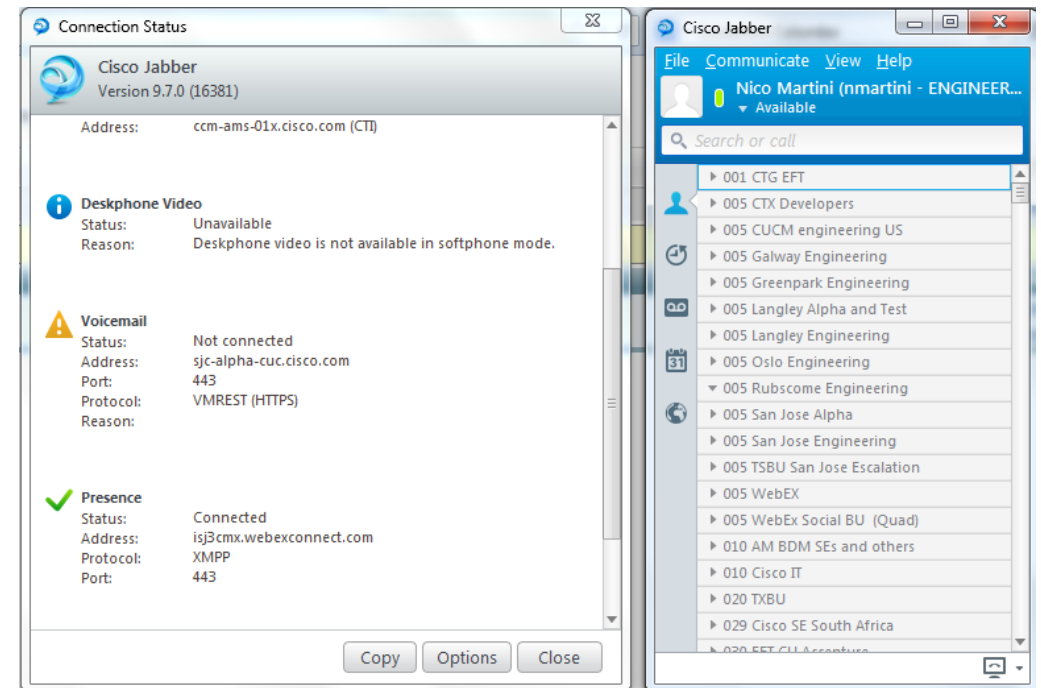 Connection Status
Cisco Jabber
Version 9.7.0 (16381)
Address: ccm-ams-01x.cisco.com (CTI)
Deskphone Video
Status: Unavailable
Reason: Deskphone video is not available in softphone mode.
Voicemail
Status: Not connected
Address: sjc-alpha-cuc.cisco.com
Port: 443
Protocol: VMREST (HTTPS)
Reason:
Presence
Status: Connected
Address: isj3cmx.webexconnect.com
Protocol: XMPP
Port: 443
Copy Options Close
Cisco Jabber
File Communicate View Help
Nico Martini (nmartini - ENGINEER...
Available
Search or call
001 CTG EFT
005 CTX Developers
005 CUCM engineering US
005 Galway Engineering
005 Greenpark Engineering
005 Langley Alpha and Test
005 Langley Engineering
31
005 Oslo Engineering
005 Rubscome Engineering
005 San Jose Alpha
005 San Jose Engineering
005 TSBU San Jose Escalation
005 WebEX
005 WebEx Social BU (Quad)
010 AM BDM SEs and others
010 Cisco IT
020 TXBU
029 Cisco SE South Africa
030 EFT CU Accenture